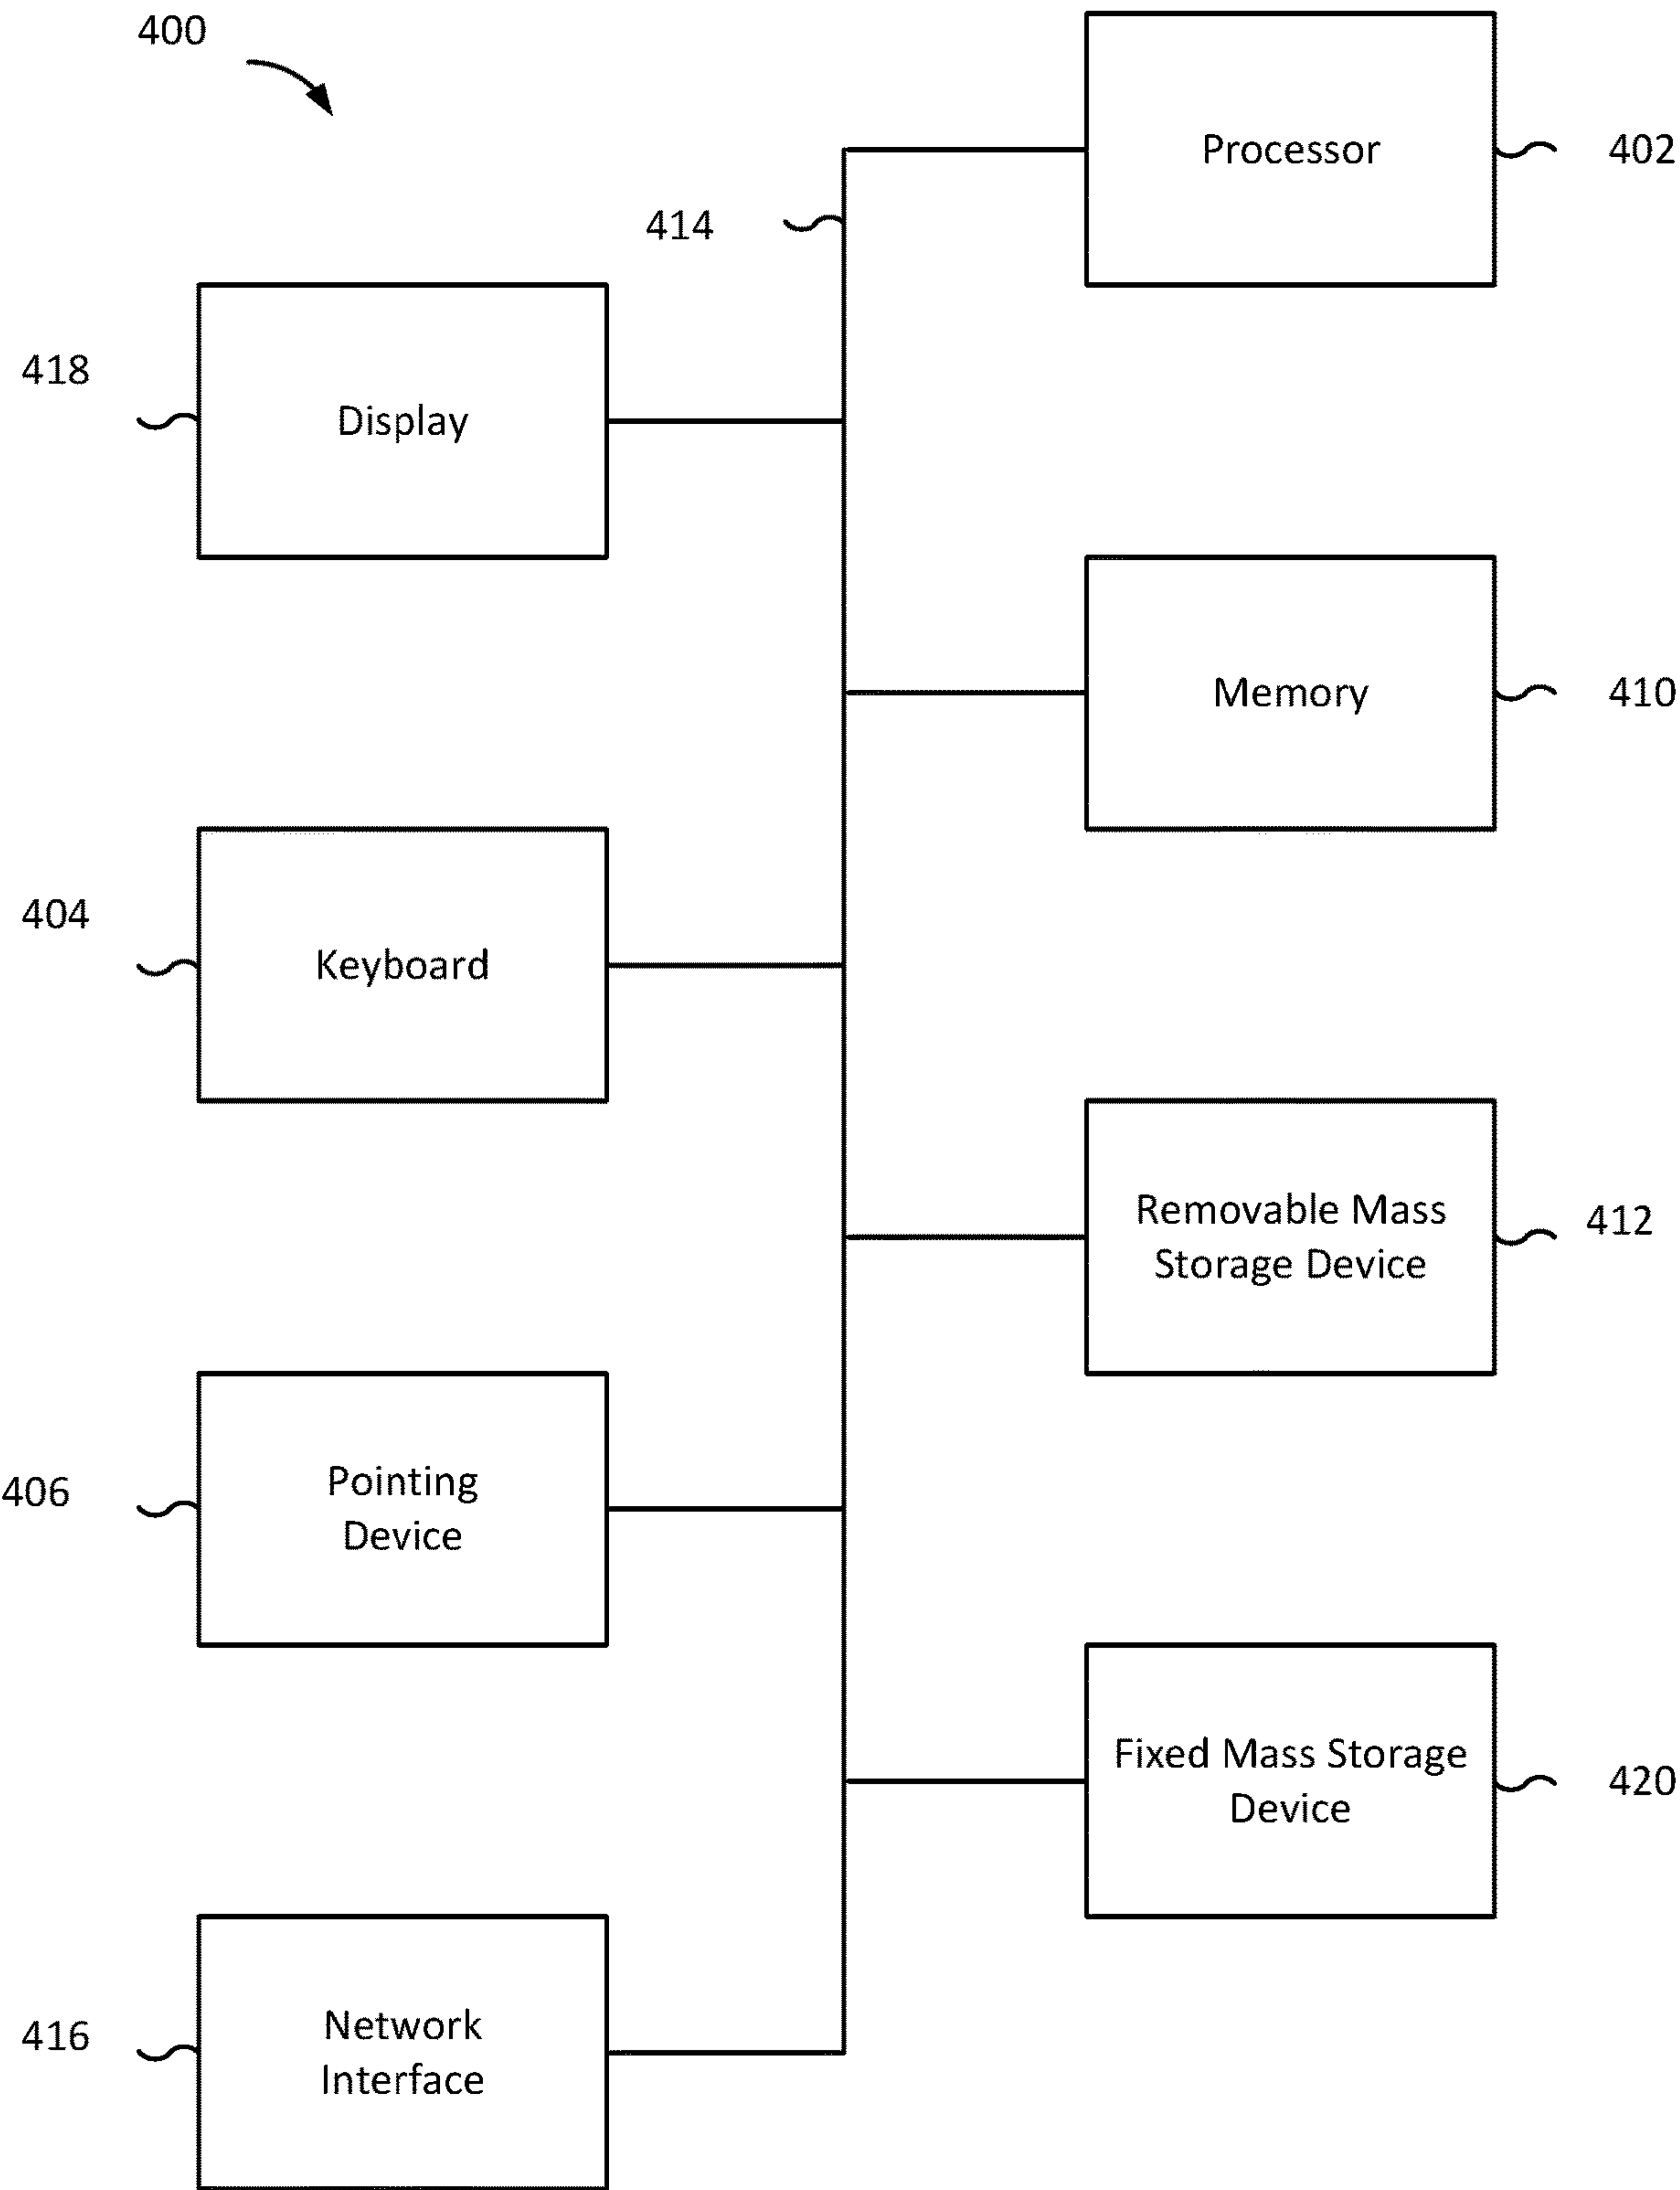 400
Processor
402
414
418
Display
Memory
410
404
Keyboard
Removable Mass
Storage Device
412
406
Pointing
Device
Fixed Mass Storage
Device
420
416
Network
Interface